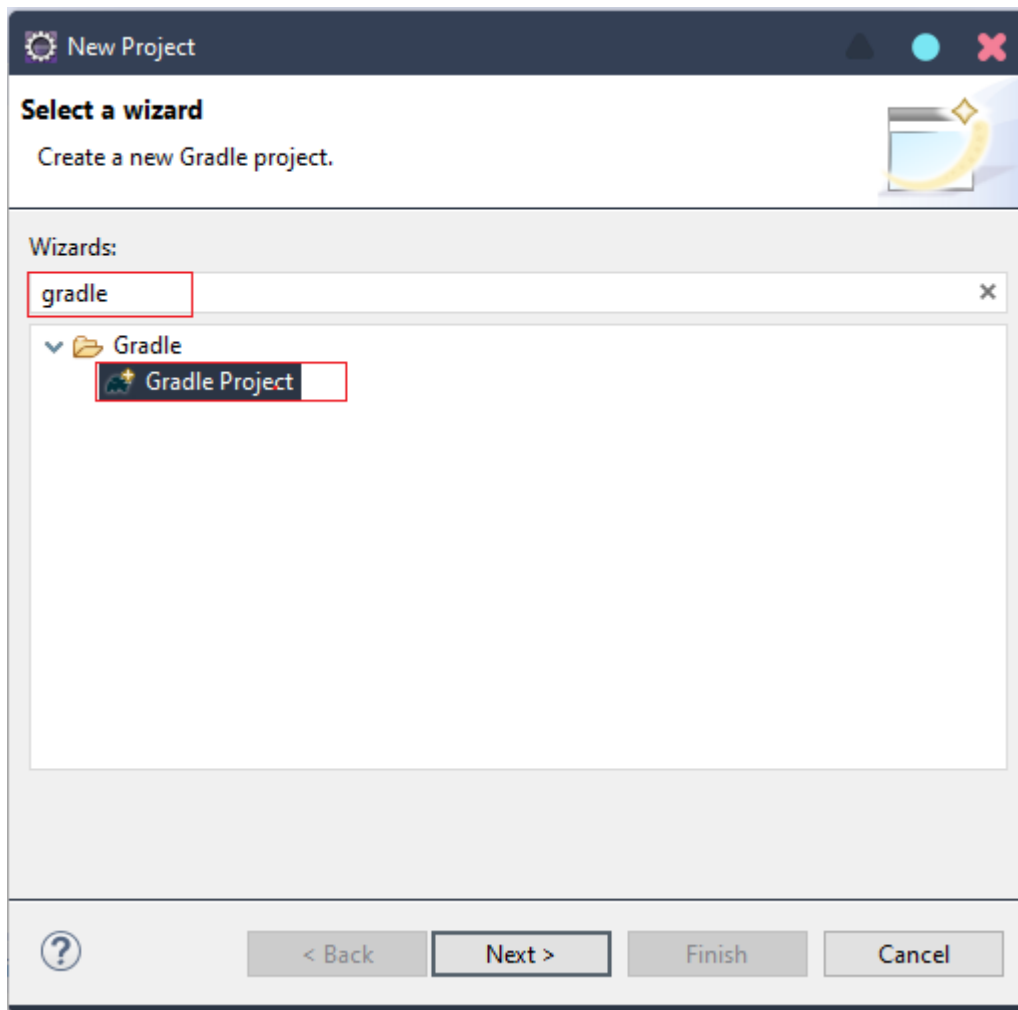 New Project
Select a wizard
Create a new Gradle project.
Wizards:
gradle
Gradle
Gradle Project
?
< Back Next > Finish Cancel